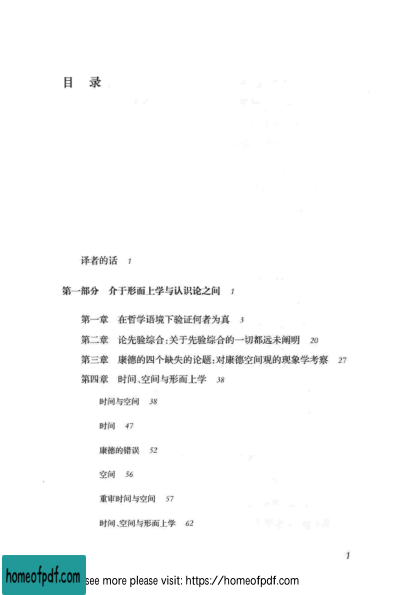 目 录
译者的话 1
第一部分 介于形而上学与认识论之间 1
第一章 在哲学语境下验证何者为真 3
第二章 论先验综合:关于先验综合的一切都远未阐明 20
第三章 康德的四个缺失的论题:对康德空间观的现象学考察 27
第四章 时间、空间与形而上学 38
时间与空间 38
时间 47
康德的错误 52
空间 56
重审时间与空间 57
时间、空间与形而上学 62
1
homeofpdf.com
see more please visit: https://homeofpdf.com